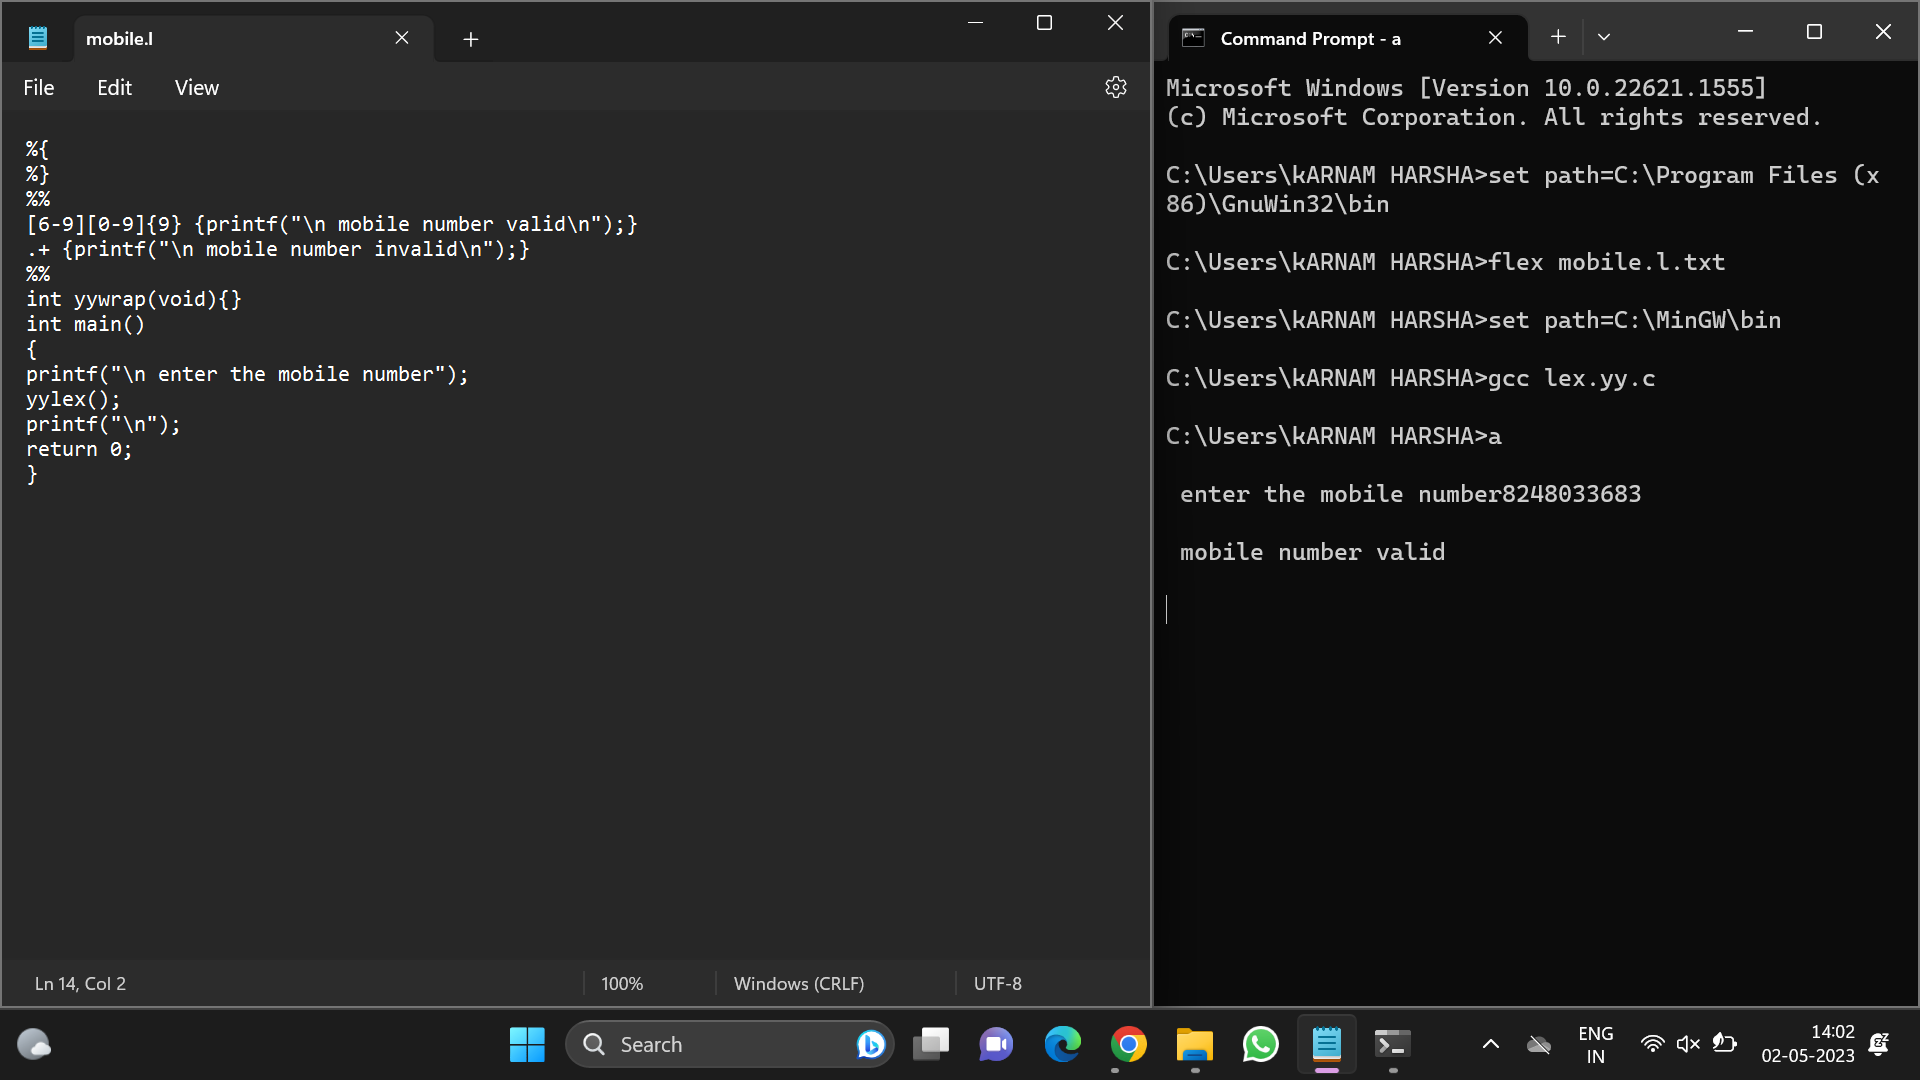 mobile.l
File Edit View
%{
%}
%%
[6-9][0-9]{9} {printf("\n mobile number valid\n");}
.+ {printf("\n mobile number invalid\n");}
%%
int yywrap(void){}
int main()
{
printf("\n enter the mobile number");
yylex();
printf("\n");
return 0;
}
Ln 14, Col 2 100% Windows (CRLF) UTF-8
Command Prompt - a
Microsoft Windows [Version 10.0.22621.1555]
(c) Microsoft Corporation. All rights reserved.
C:\Users\kARNAM HARSHA>set path=C:\Program Files (x
86)\GnuWin32\bin
C:\Users\kARNAM HARSHA>flex mobile.l.txt
C:\Users\kARNAM HARSHA>set path=C:\MinGW\bin
C:\Users\kARNAM HARSHA>gcc lex.yy.c
C:\Users\kARNAM HARSHA>a
enter the mobile number8248033683
mobile number valid
Search
ENG
IN
14:02
02-05-2023